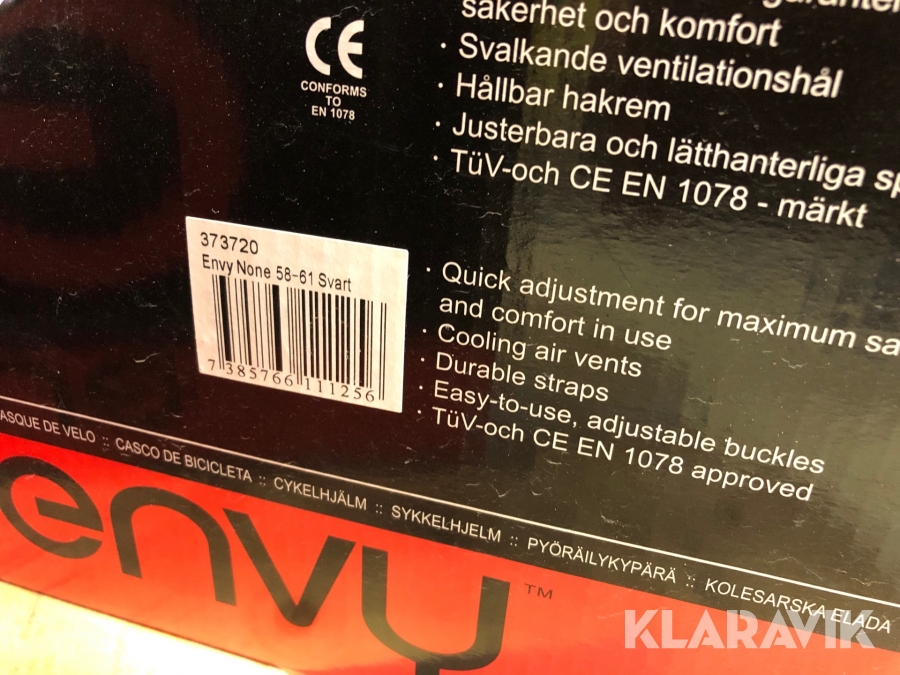 säkerhet och komfort
· Svalkande ventilationshål
· Hållbar hakrem
· Justerbara och lätthanterliga
· TüV-och CE EN 1078 - märkt
CE
CONFORMS
TO
EN 1078
373720
Envy None 58-61 Svart
7 385766 111256
· Quick adjustment for maximum
and comfort in use
· Cooling air vents
· Durable straps
· Easy-to-use, adjustable buckles
· TüV-och CE EN 1078 approved
DE VELO :: CASCO DE BICICLETA :: CYKELHJÄLM :: SYKKELHJELM :: PYÖRÄILYKYPÄRÄ :: KOLESARSKA ELADA
envy™
KLARAVIK